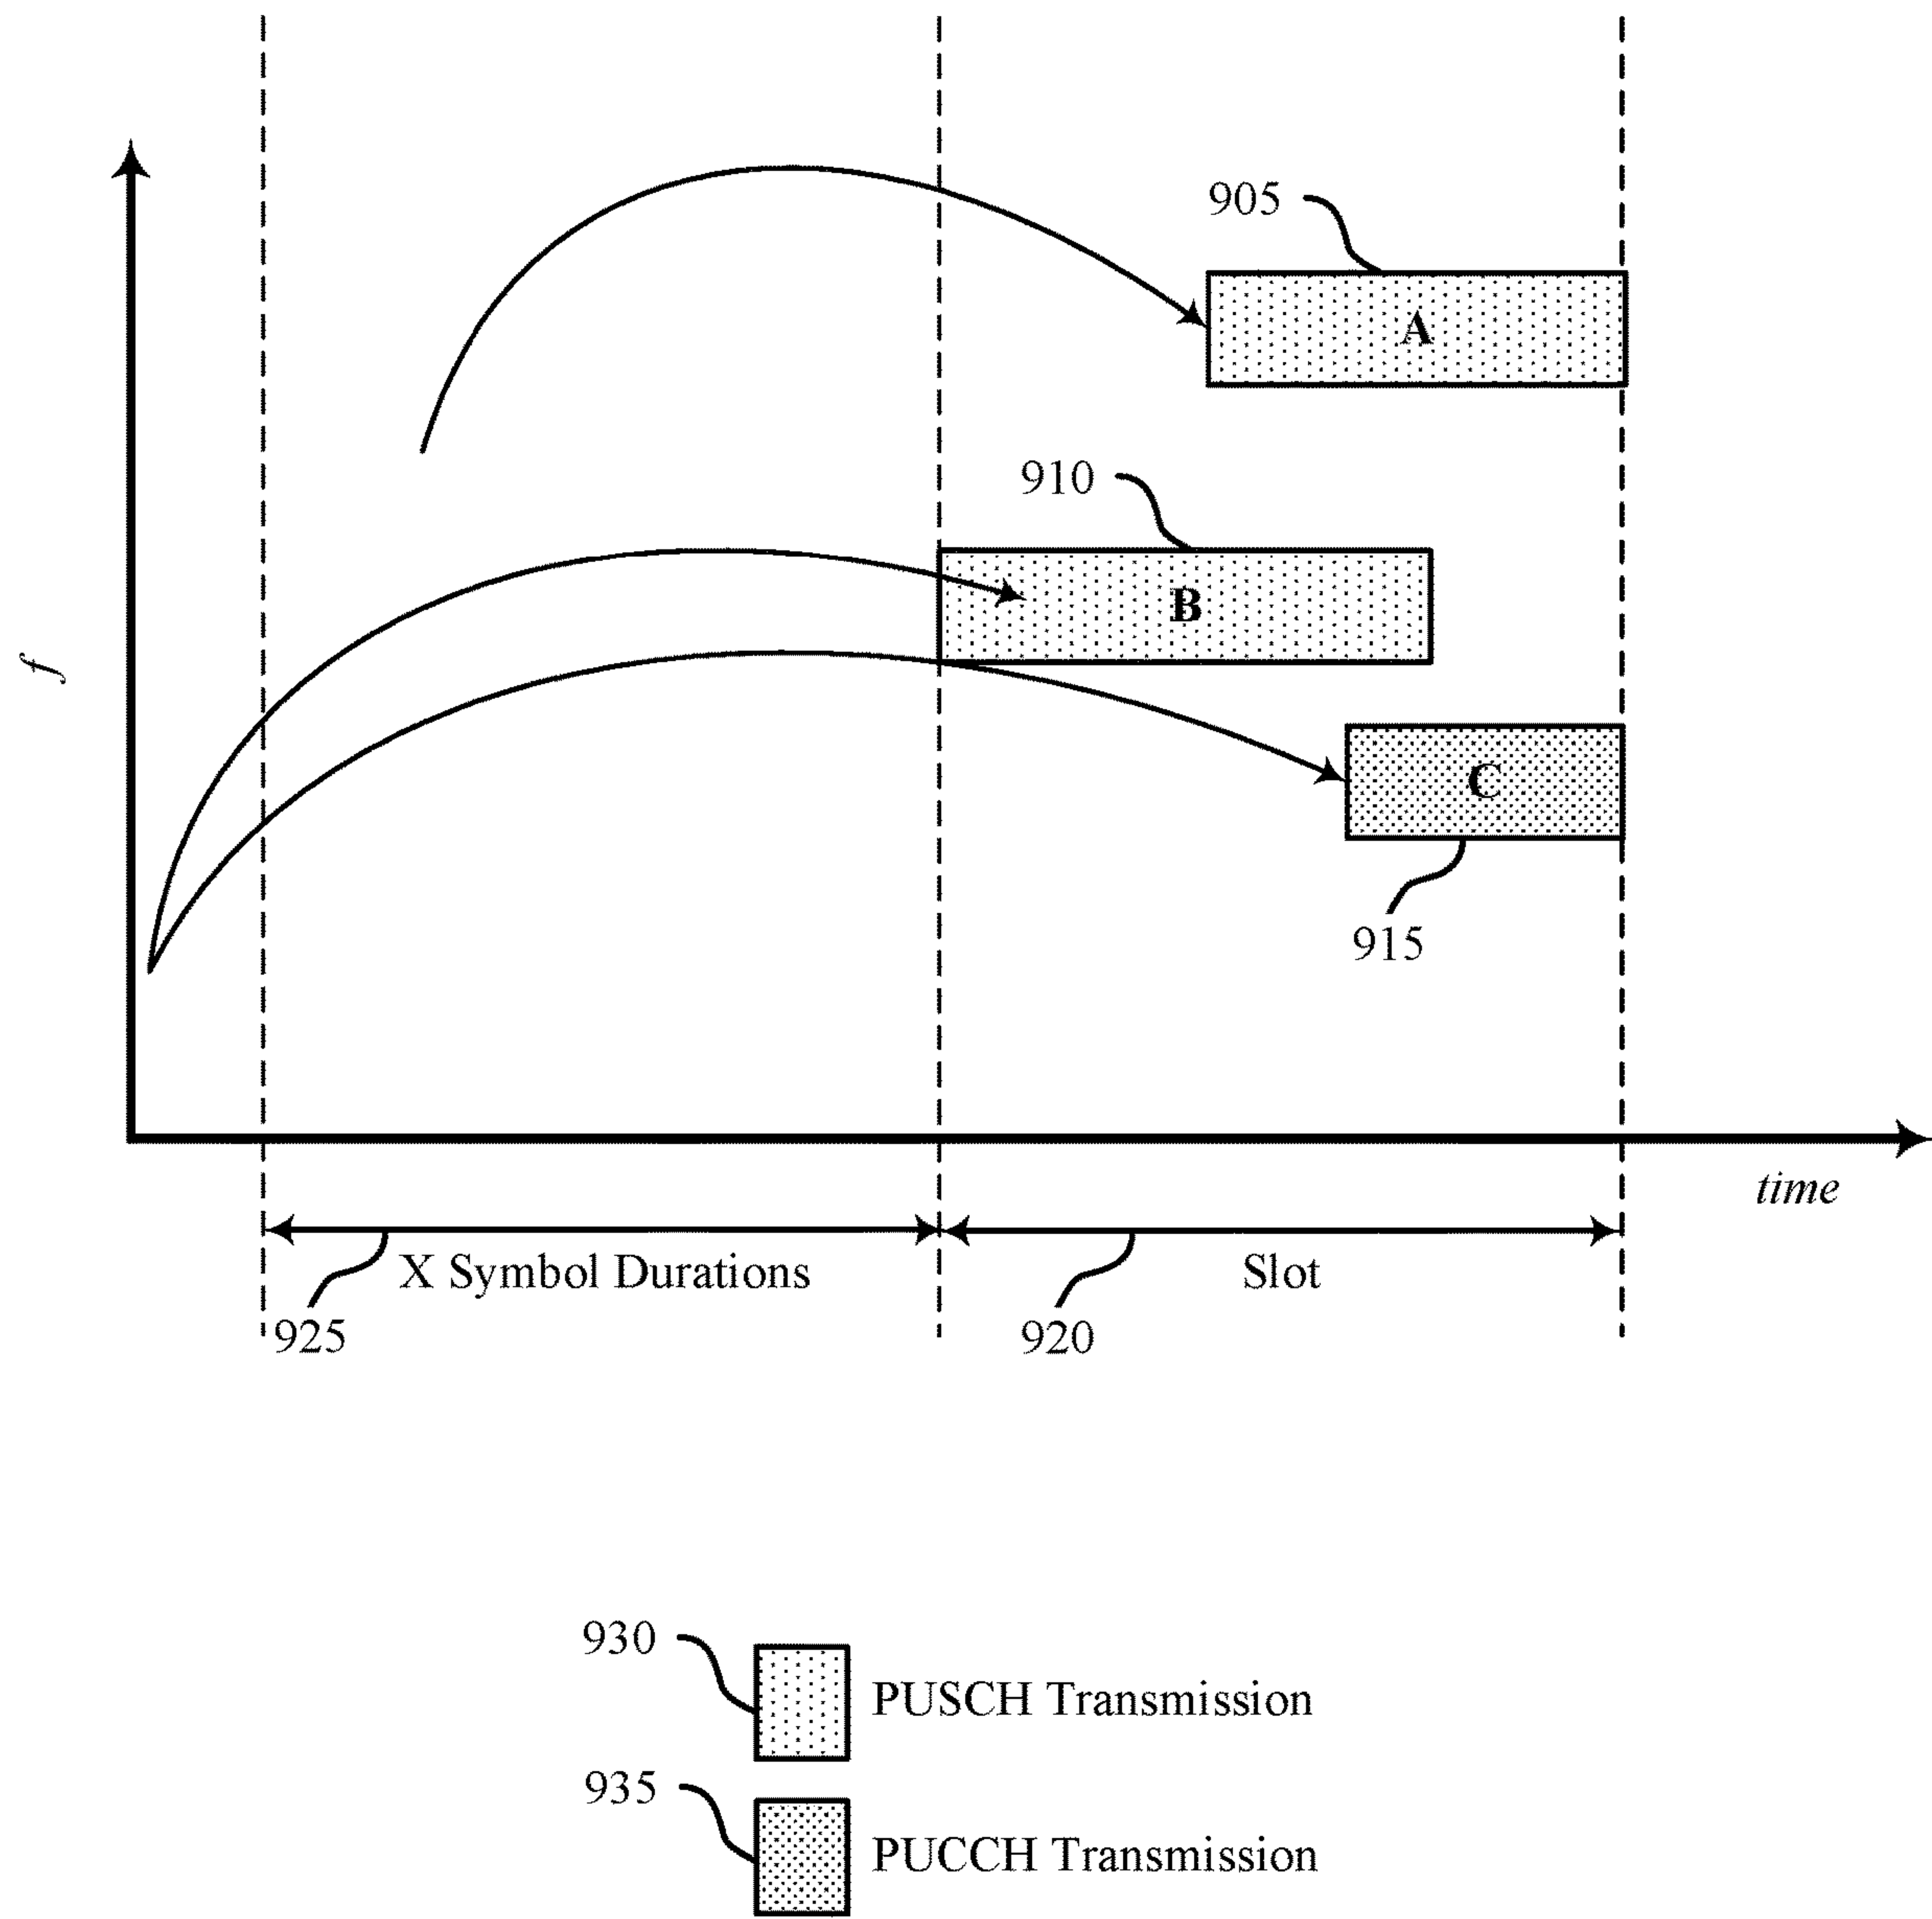 905
A
910
B
f
C
915
time
X Symbol Durations
Slot
925
920
930
PUSCH Transmission
935
PUCCH Transmission